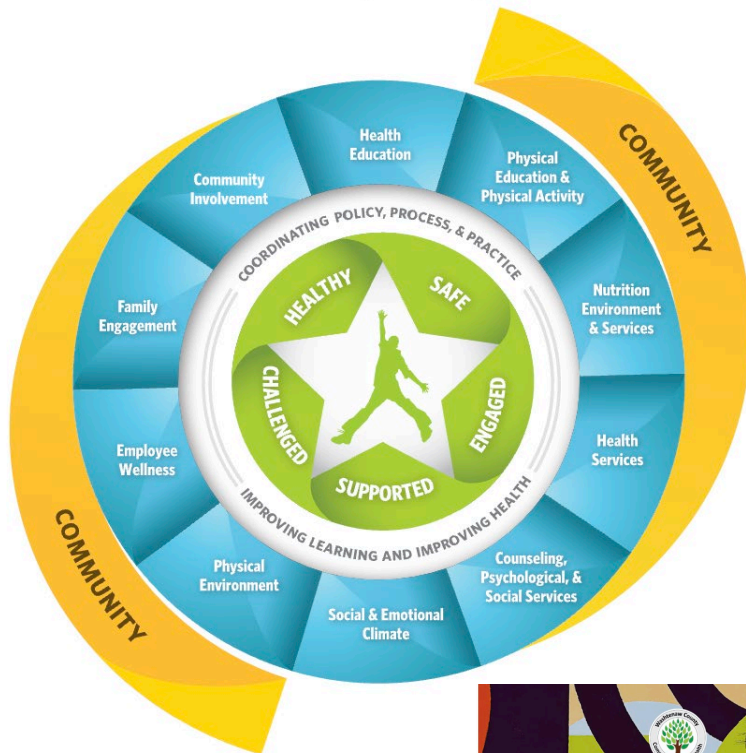 COMMUNITY
Health
Education
Physical
Education &
Physical Activity
Nutrition
Environment
& Services
Health
Services
Counseling,
Psychological, &
Social Services
Social & Emotional
Climate
Physical
Environment
Employee
Wellness
Family
Engagement
Community
Involvement
COMMUNITY
COORDINATING POLICY, PROCESS, & PRACTICE
IMPROVING LEARNING AND IMPROVING HEALTH
HEALTHY
SAFE
ENGAGED
SUPPORTED
CHALLENGED
Washtenaw County